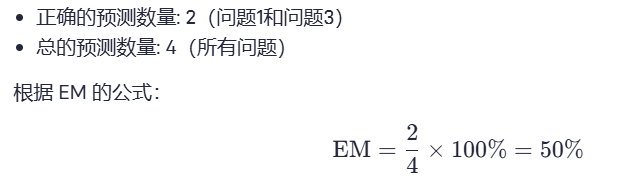 • 正确的预测数量: 2（问题1和问题3）
• 总的预测数量: 4（所有问题）
根据 EM 的公式：
EM = 2/4 × 100% = 50%